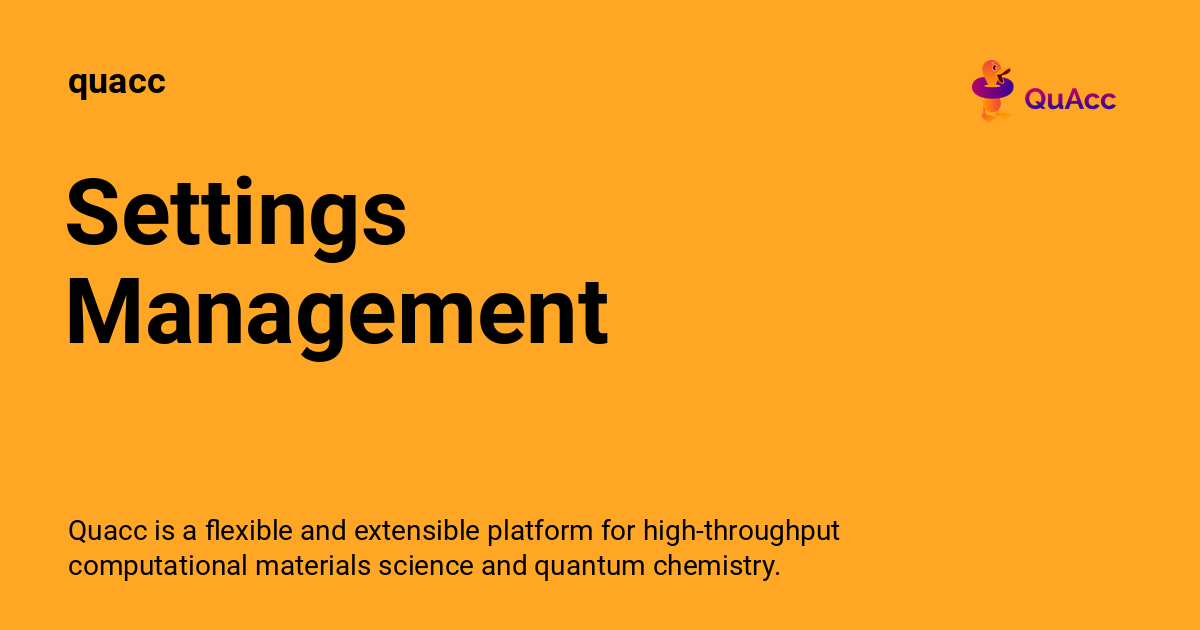 quacc
QuAcc
Settings
Management
Quacc is a flexible and extensible platform for high-throughput
computational materials science and quantum chemistry.